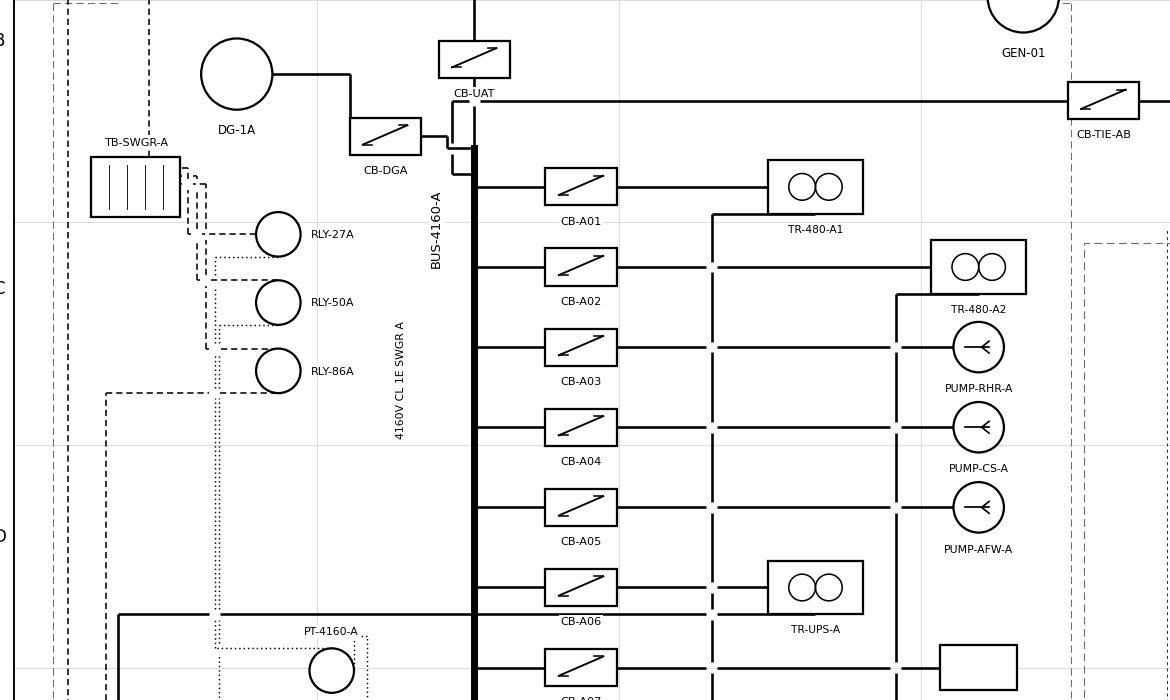 B
GEN-01
CB-UAT
DG-1A
CB-TIE-AB
TB-SWGR-A
CB-DGA
BUS-4160-A
CB-A01
TR-480-A1
RLY-27A
C
CB-A02
TR-480-A2
RLY-50A
4160V CL 1E SWGR A
RLY-86A
CB-A03
PUMP-RHR-A
CB-A04
PUMP-CS-A
D
CB-A05
PUMP-AFW-A
CB-A06
PT-4160-A
TR-UPS-A
CB-A07